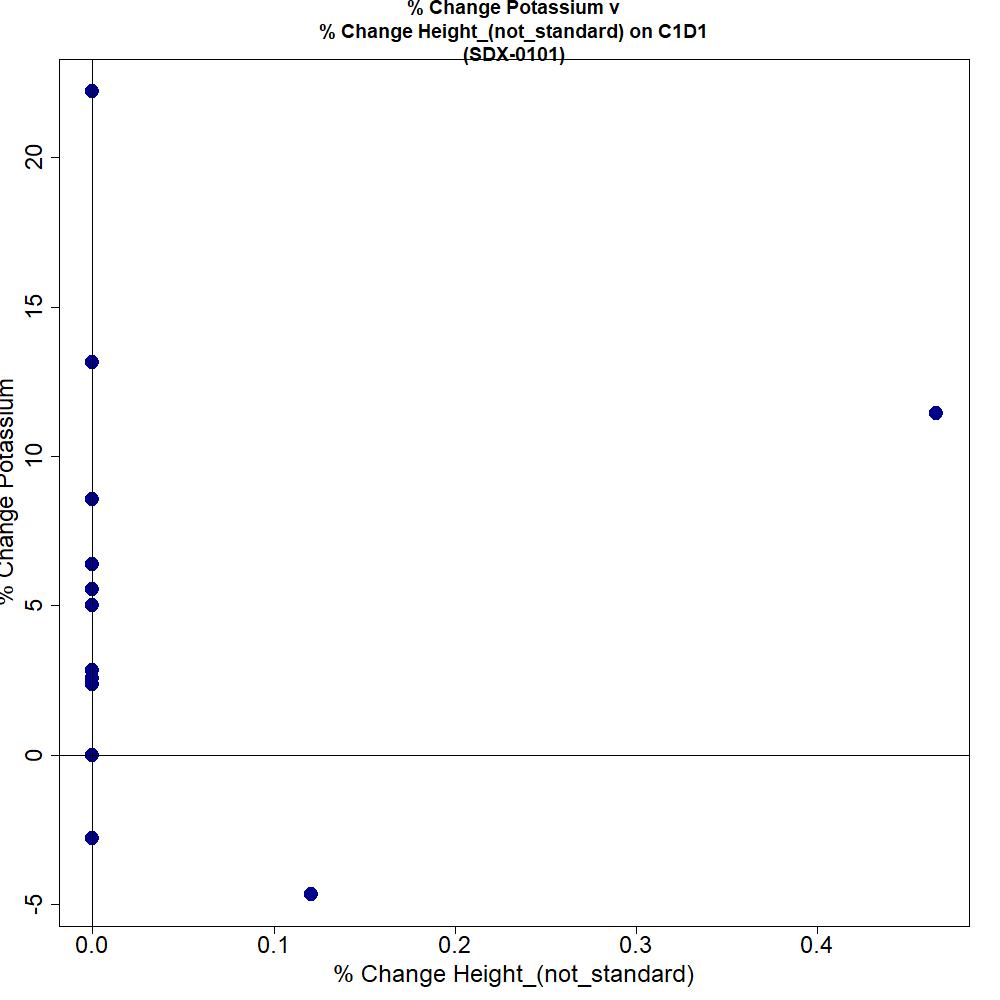 % Change Potassium v
% Change Height_(not_standard) on C1D1
(SDX-0101)
% Change Potassium
20
15
10
5
0
-5
0.0
0.1
0.2
0.3
0.4
% Change Height_(not_standard)